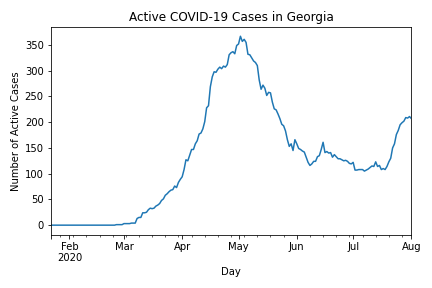 Active COVID-19 Cases in Georgia
Number of Active Cases
350
300
250
200
150
100
50
0
Feb Mar Apr May Jun Jul Aug
2020
Day